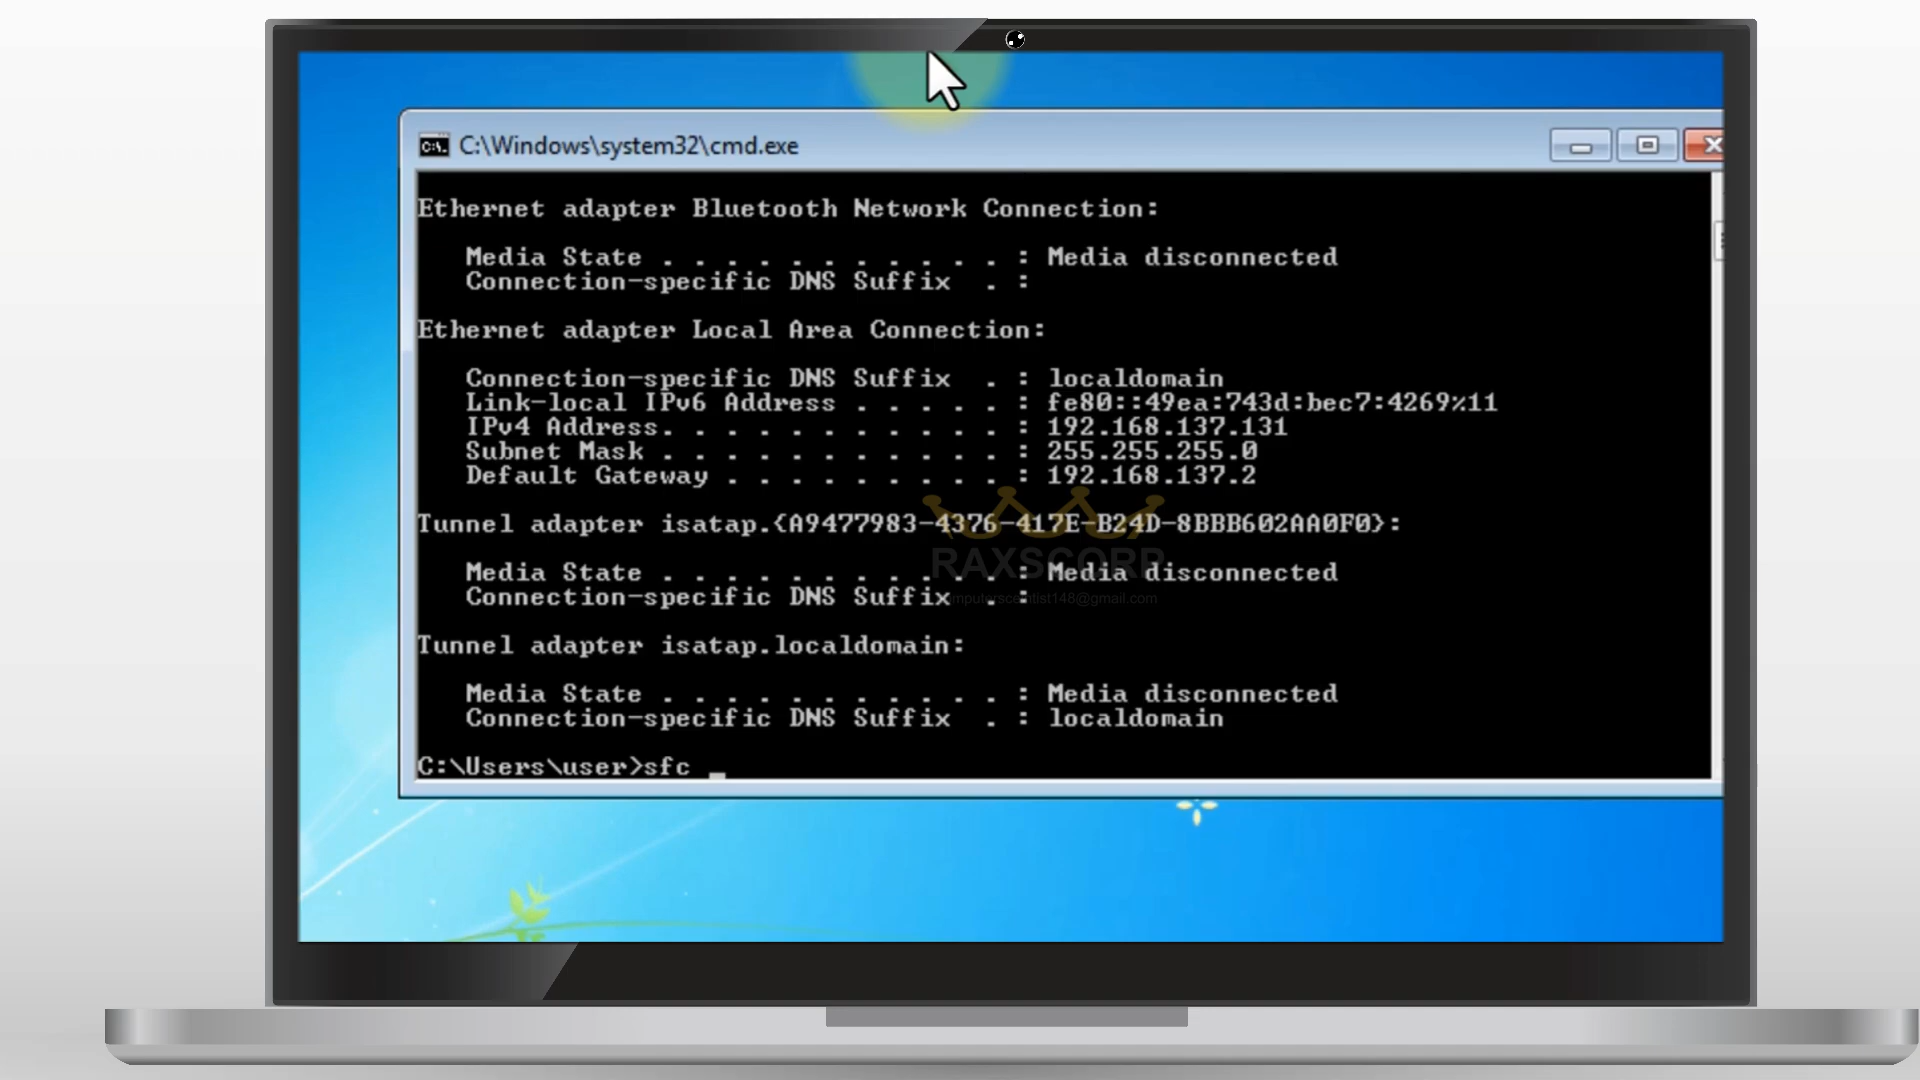 C:\Windows\system32\cmd.exe
Ethernet adapter Bluetooth Network Connection:
Media State . . . . . . . . . . . : Media disconnected
Connection-specific DNS Suffix  . :
Ethernet adapter Local Area Connection:
Connection-specific DNS Suffix  . : localdomain
Link-local IPv6 Address . . . . . : fe80::49ea:743d:bec7:4269%11
IPv4 Address. . . . . . . . . . . : 192.168.137.131
Subnet Mask . . . . . . . . . . . : 255.255.255.0
Default Gateway . . . . . . . . . : 192.168.137.2
Tunnel adapter isatap.{A9477983-4376-417E-B24D-8BBB602AA0F0}:
RAXSCORP
Media State . . . . . . . . . . . : Media disconnected
Connection-specific DNS Suffix  . :
Tunnel adapter isatap.localdomain:
Media State . . . . . . . . . . . : Media disconnected
Connection-specific DNS Suffix  . : localdomain
C:\Users\user>sfc _